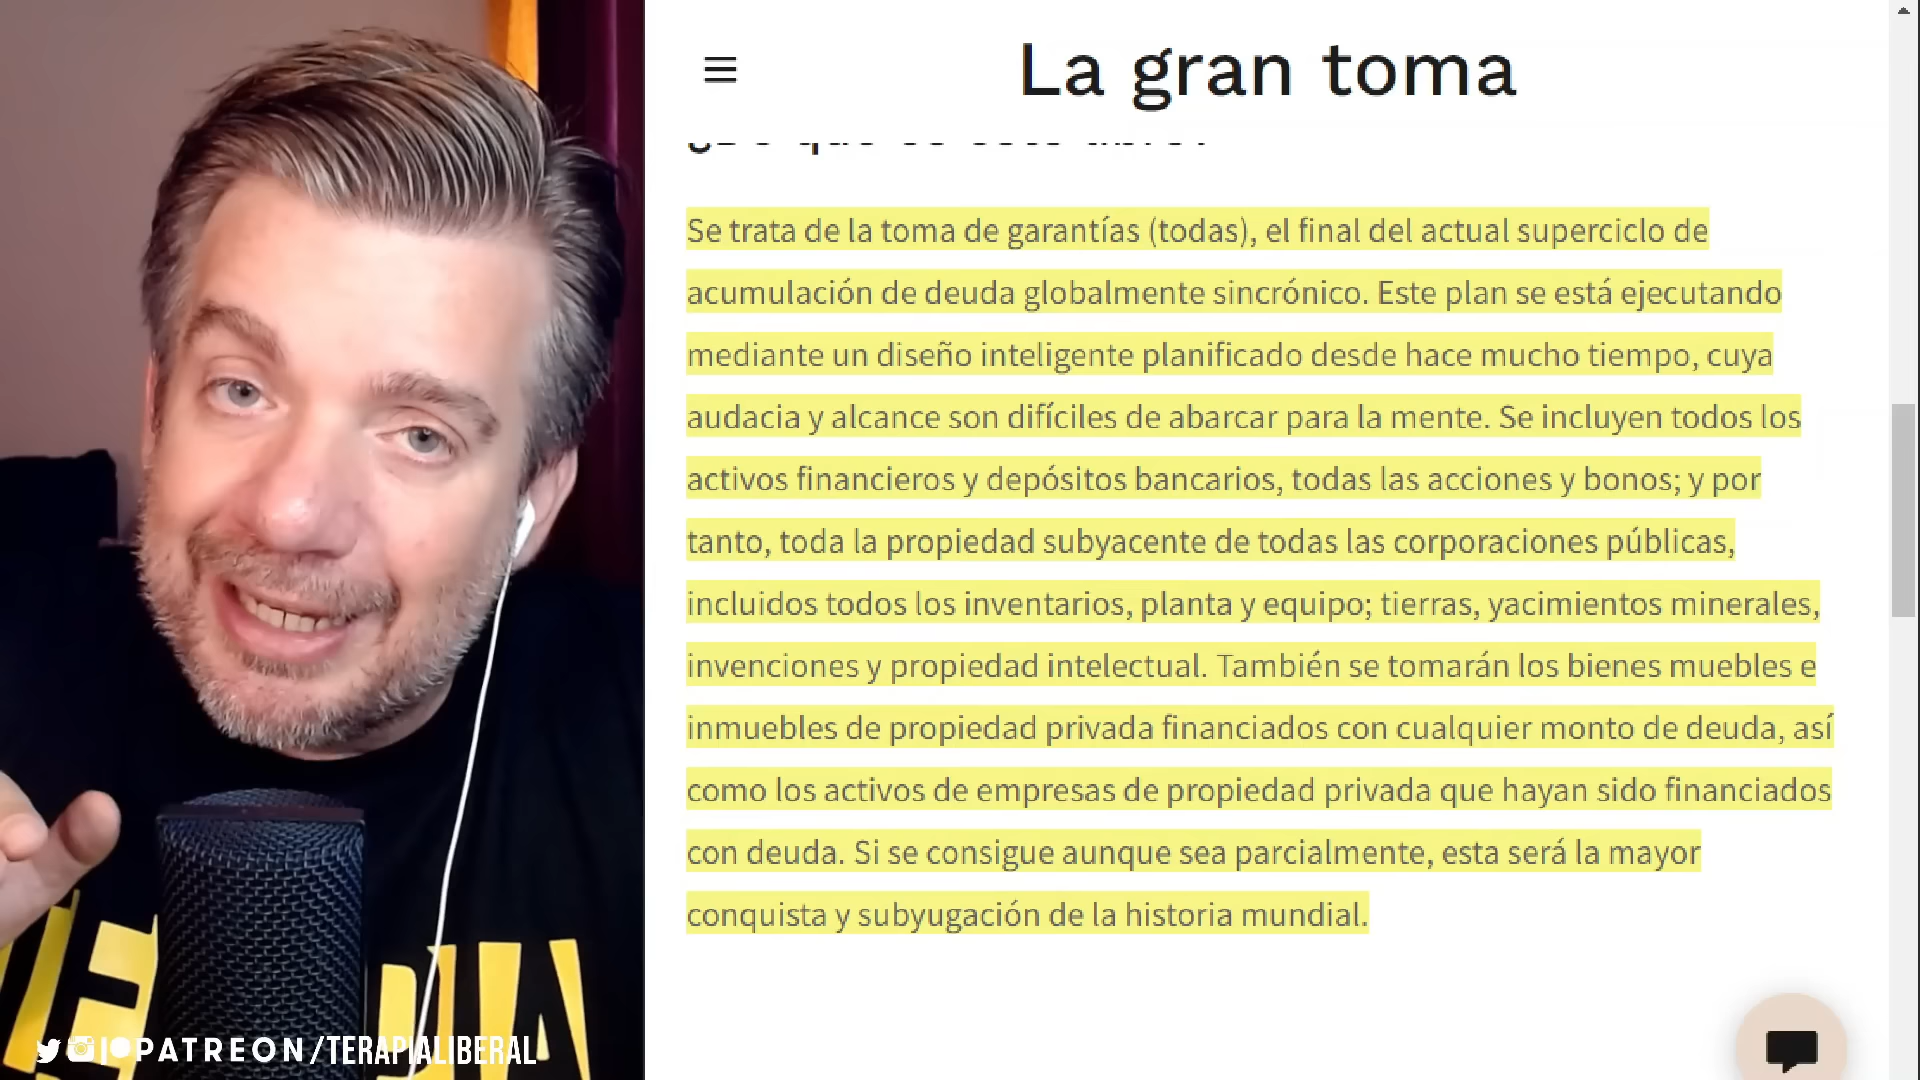 La gran toma
¿De qué es este libro?
Se trata de la toma de garantías (todas), el final del actual superciclo de
acumulación de deuda globalmente sincrónico. Este plan se está ejecutando
mediante un diseño inteligente planificado desde hace mucho tiempo, cuya
audacia y alcance son difíciles de abarcar para la mente. Se incluyen todos los
activos financieros y depósitos bancarios, todas las acciones y bonos; y por
tanto, toda la propiedad subyacente de todas las corporaciones públicas,
incluidos todos los inventarios, planta y equipo; tierras, yacimientos minerales,
invenciones y propiedad intelectual. También se tomarán los bienes muebles e
inmuebles de propiedad privada financiados con cualquier monto de deuda, así
como los activos de empresas de propiedad privada que hayan sido financiados
con deuda. Si se consigue aunque sea parcialmente, esta será la mayor
conquista y subyugación de la historia mundial.
PATREON/TERAPIALIBERAL